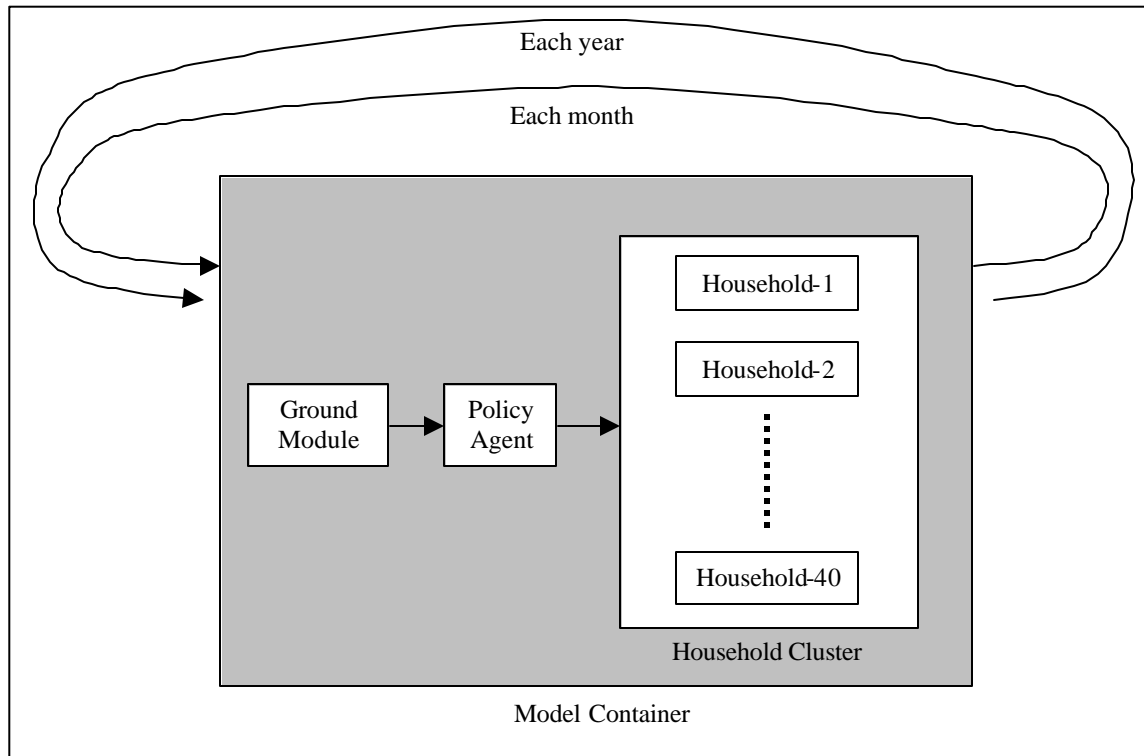 Each year
Each month
Household-1
Household-2
Ground
Module
Policy
Agent
Household-40
Household Cluster
Model Container